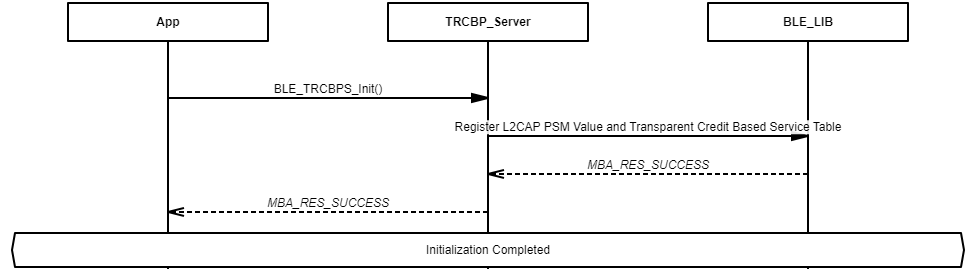 App
TRCBP_Server
BLE_LIB
BLE_TRCBPS_Init()
Register L2CAP PSM Value and Transparent Credit Based Service Table
MBA_RES_SUCCESS
MBA_RES_SUCCESS
Initialization Completed